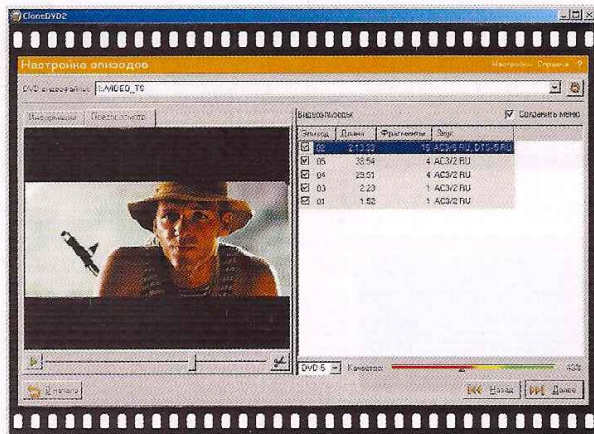 CloneDVD2
Настройка эпизодов
Настройки Справка ?
DVD видеофайлы: I:\VIDEO_TS
Информация Предпросмотр
Видеоэпизоды Сохранить меню
Эпизод Длина Фрагменты Звук
02 2:13:33 16 AC3/6 RU, DTS-6 RU
05 38:54 4 AC3/2 RU
04 29:51 4 AC3/2 RU
03 2:23 1 AC3/2 RU
01 1:52 1 AC3/2 RU
DVD-5 Качество: 43%
В начало
Назад Далее